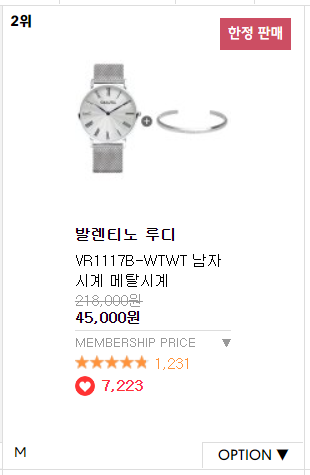 2위
한정 판매
발렌티노 루디
VR1117B-WTWT 남자
시계 메탈시계
218,000원
45,000원
MEMBERSHIP PRICE ▼
1,231
7,223
M
OPTION ▼